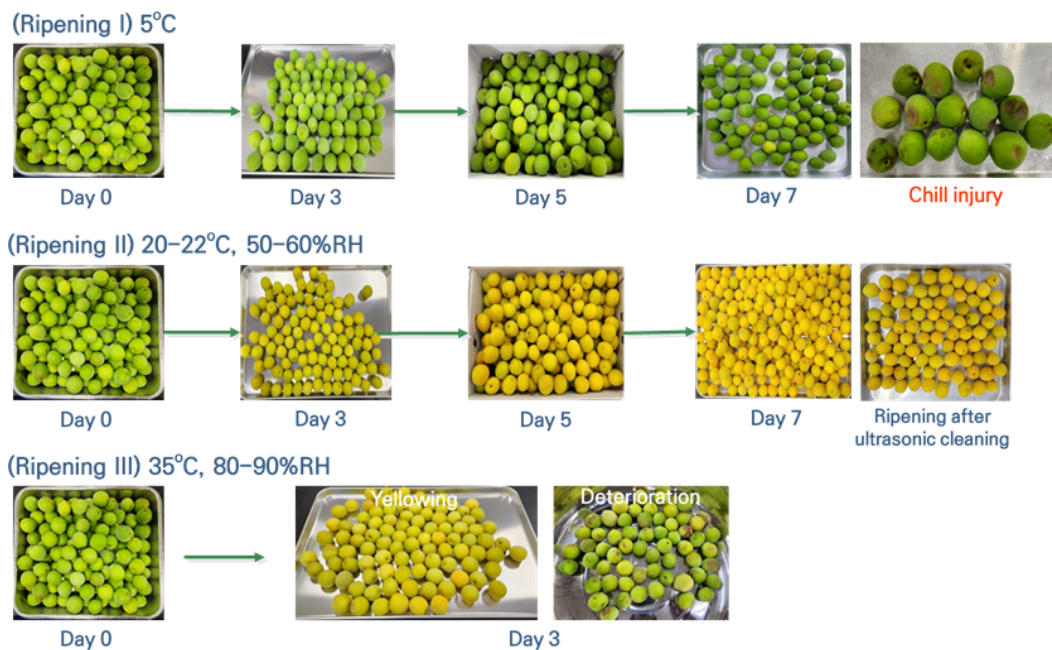 (Ripening I) 5°C
Day 0
Day 3
Day 5
Day 7
Chill injury
(Ripening II) 20-22°C, 50-60%RH
Day 0
Day 3
Day 5
Day 7
Ripening after
ultrasonic cleaning
(Ripening III) 35°C, 80-90%RH
Yellowing
Deterioration
Day 0
Day 3